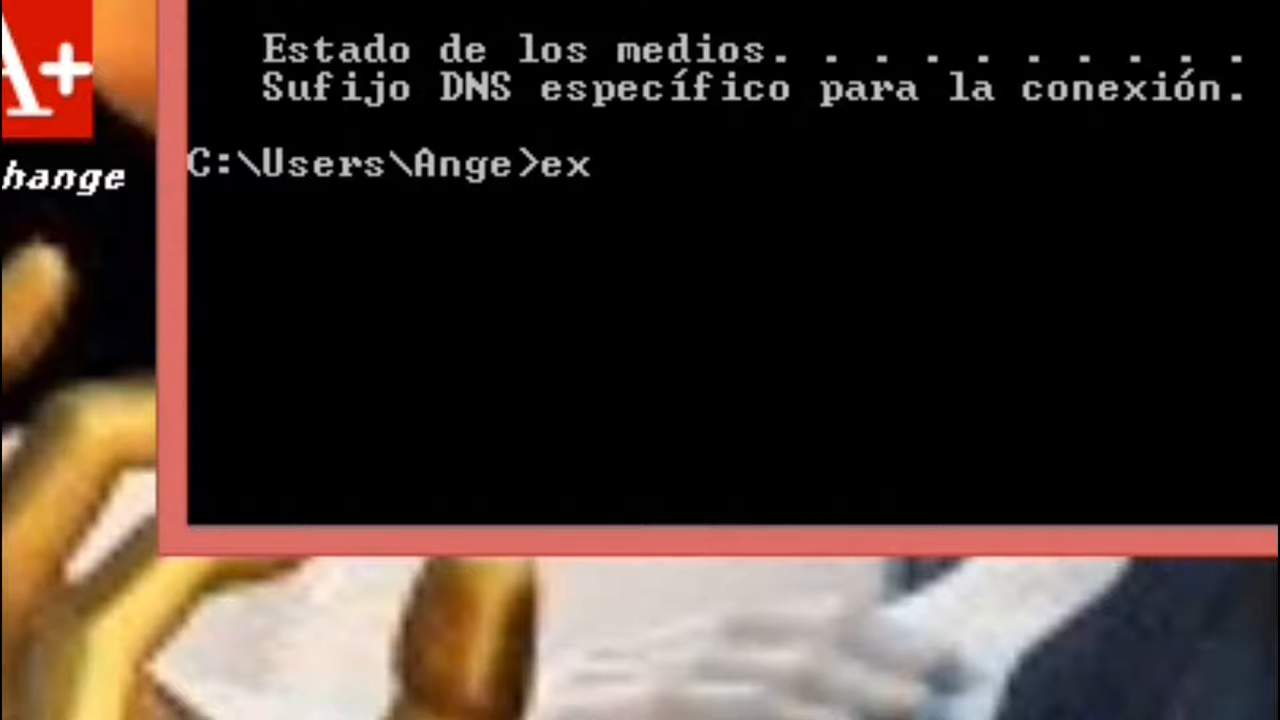 A+
hange
Estado de los medios. . . . . . . . . .
Sufijo DNS específico para la conexión.
C:\Users\Ange>ex